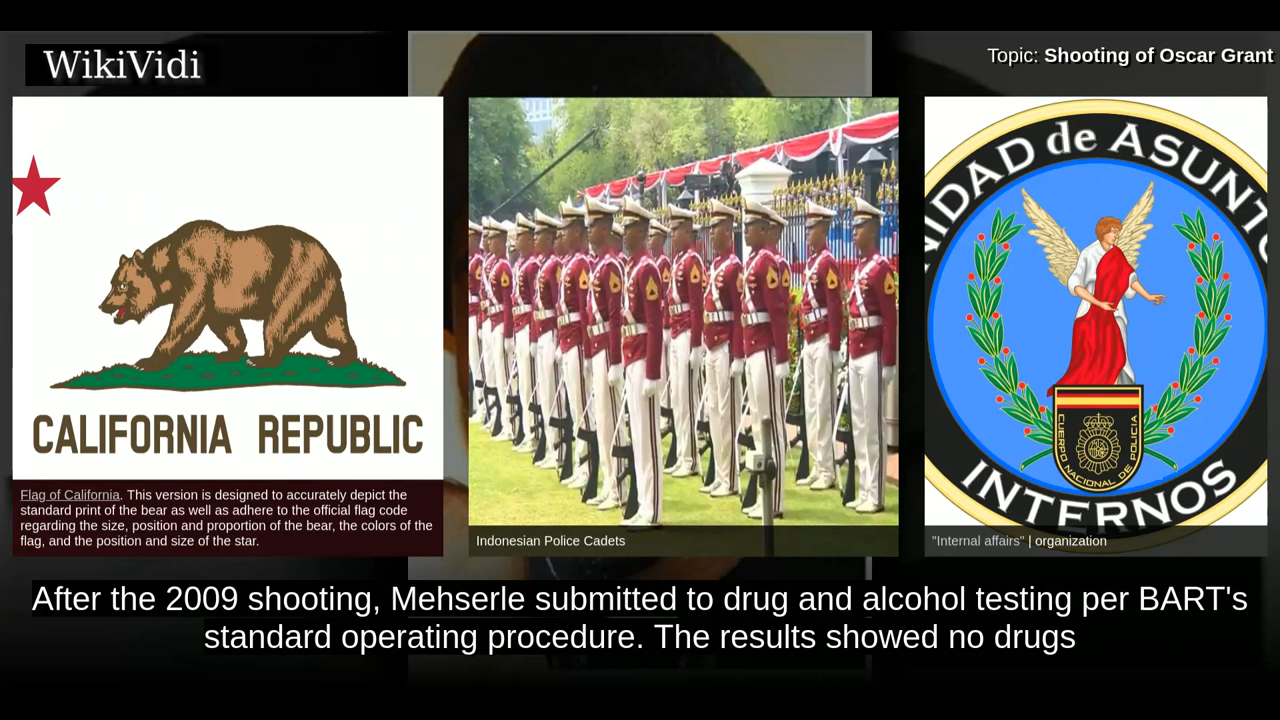 WikiVidi
Topic: Shooting of Oscar Grant
CALIFORNIA REPUBLIC
Flag of California. This version is designed to accurately depict the
standard print of the bear as well as adhere to the official flag code
regarding the size, position and proportion of the bear, the colors of the
flag, and the position and size of the star.
Indonesian Police Cadets
NIDAD de ASUNTO
CUERPO NACIONAL DE POLICIA
INTERNOS
"Internal affairs" | organization
After the 2009 shooting, Mehserle submitted to drug and alcohol testing per BART's
standard operating procedure. The results showed no drugs